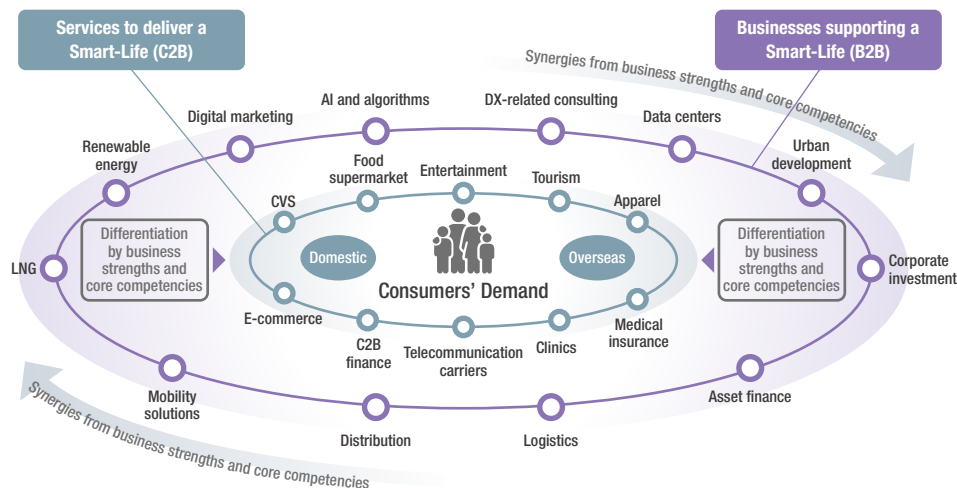 Services to deliver a
Smart-Life (C2B)
Businesses supporting a
Smart-Life (B2B)
Synergies from business strengths and core competencies
AI and algorithms
DX-related consulting
Digital marketing
Data centers
Renewable
energy
Urban
development
Food
supermarket
Entertainment
Tourism
CVS
Apparel
Differentiation
by business
strengths and
core competencies
Domestic
Overseas
Differentiation
by business
strengths and
core competencies
LNG
Corporate
investment
Consumers’ Demand
E-commerce
C2B
finance
Telecommunication
carriers
Clinics
Medical
insurance
Mobility
solutions
Asset finance
Distribution
Logistics
Synergies from business strengths and core competencies